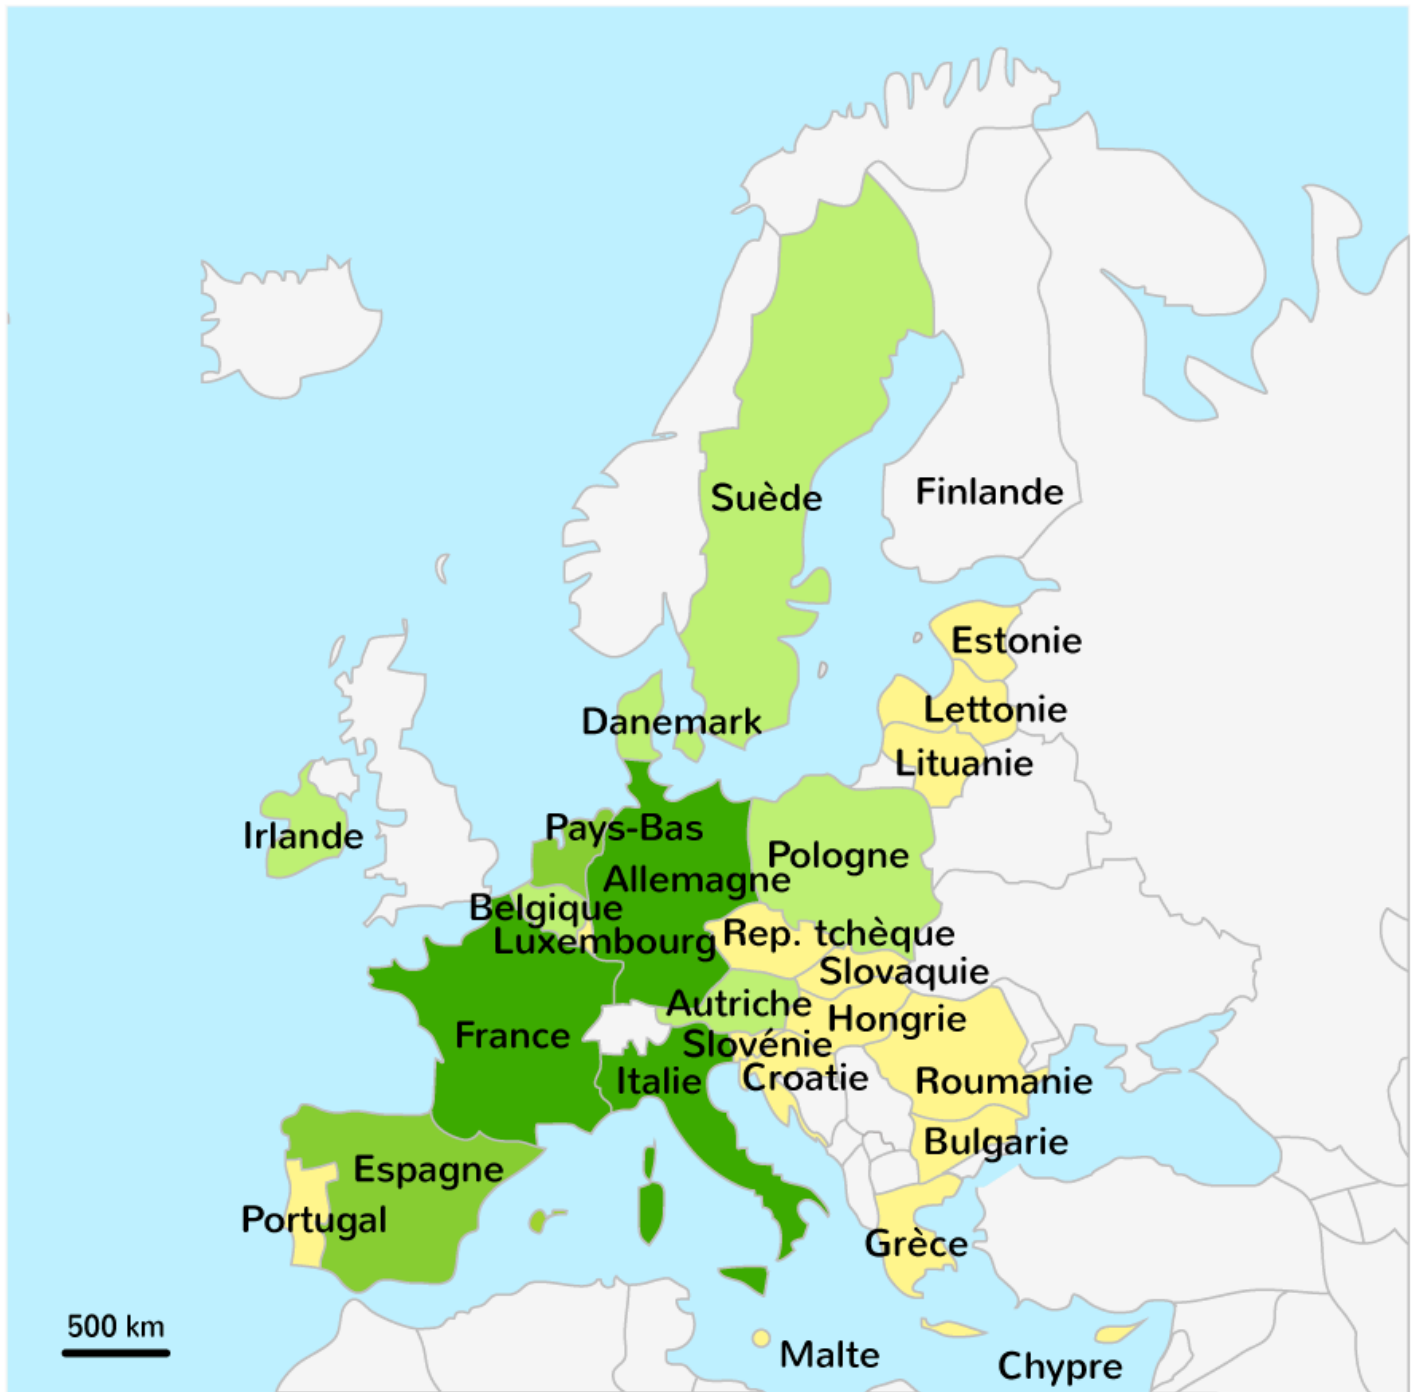 Suède
Finlande
Estonie
Lettonie
Danemark
Lituanie
Irlande
Pays-Bas
Pologne
Allemagne
Belgique
Luxembourg
Rep. tchèque
Slovaquie
Autriche
Hongrie
France
Slovénie
Italie
Croatie
Roumanie
Bulgarie
Espagne
Portugal
Grèce
500 km
Malte
Chypre